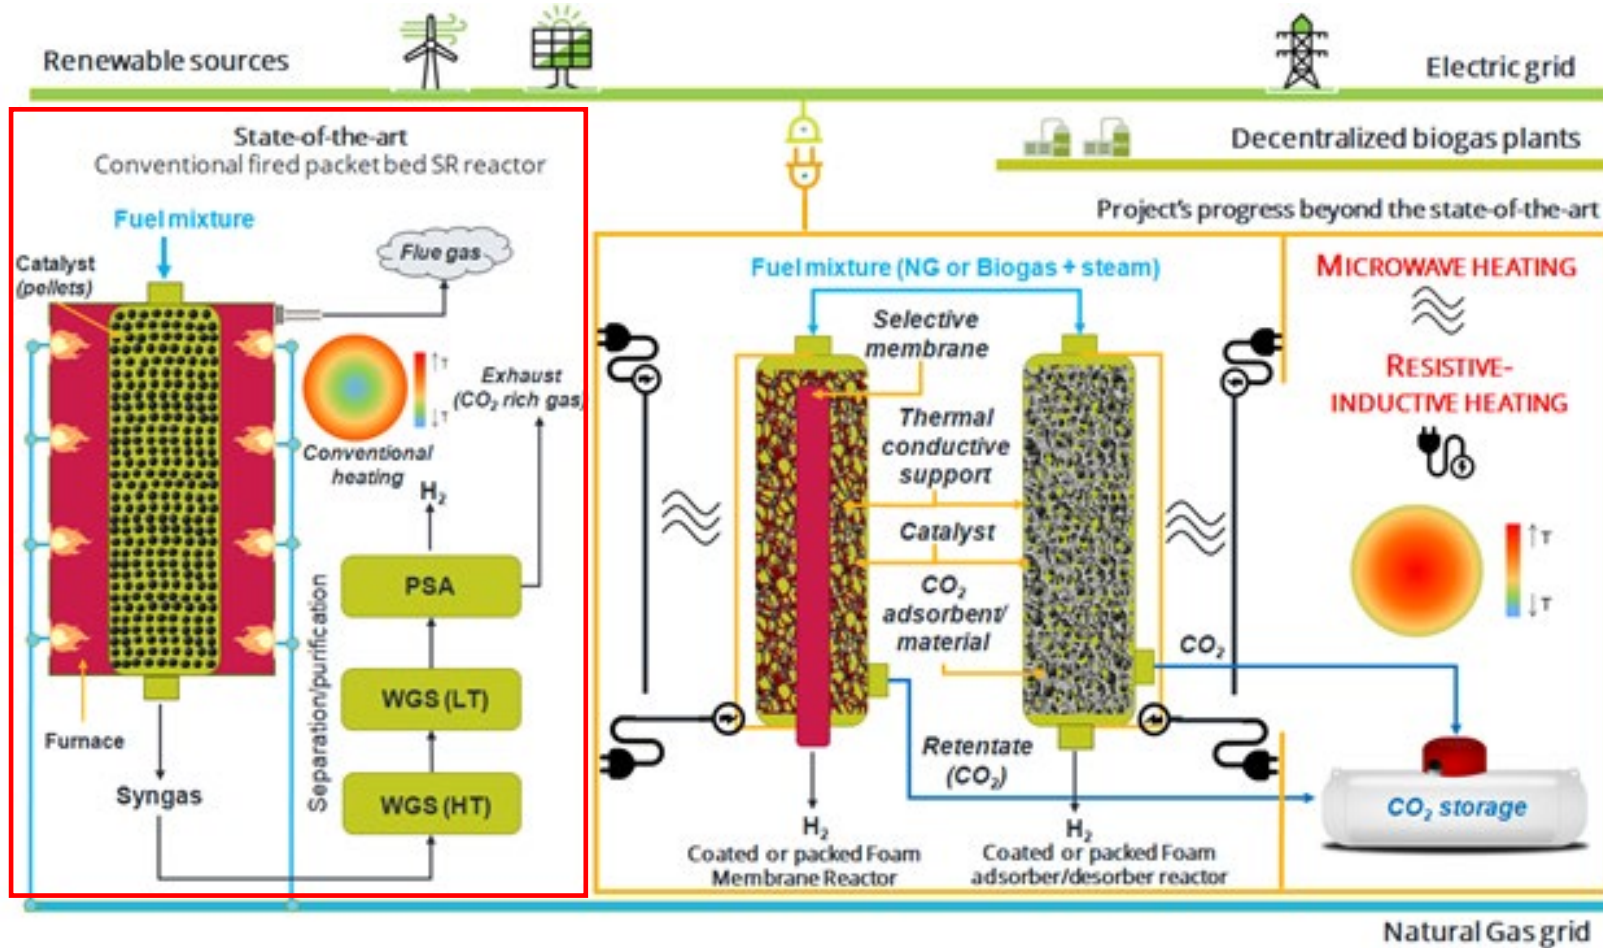 Renewable sources
Electric grid
Decentralized biogas plants
Project's progress beyond the state-of-the-art
State-of-the-art
Conventional fired packet bed SR reactor
Fuel mixture
Catalyst
(pellets)
Flue gas
↑T
↓T
Conventional
heating
Exhaust
(CO₂ rich gas)
H₂
PSA
WGS (LT)
WGS (HT)
Separation/purification
Furnace
Syngas
Fuel mixture (NG or Biogas + steam)
Selective
membrane
Thermal
conductive
support
Catalyst
CO₂
adsorbent/
material
Retentate
(CO₂)
H₂
Coated or packed Foam
Membrane Reactor
H₂
Coated or packed Foam
adsorber/desorber reactor
CO₂
MICROWAVE HEATING
RESISTIVE-
INDUCTIVE HEATING
↑T
↓T
CO₂ storage
Natural Gas grid